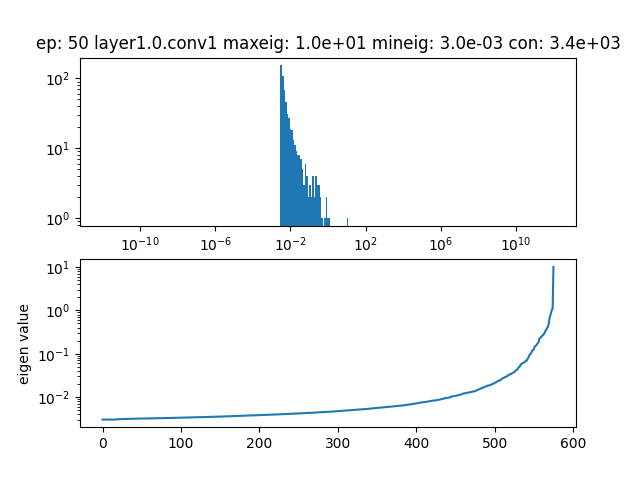 ep: 50 layer1.0.conv1 maxeig: 1.0e+01 mineig: 3.0e-03 con: 3.4e+03
10²
10¹
10⁰
10⁻¹⁰ 10⁻⁶ 10⁻² 10² 10⁶ 10¹⁰
10¹
10⁰
10⁻¹
10⁻²
eigen value
0 100 200 300 400 500 600